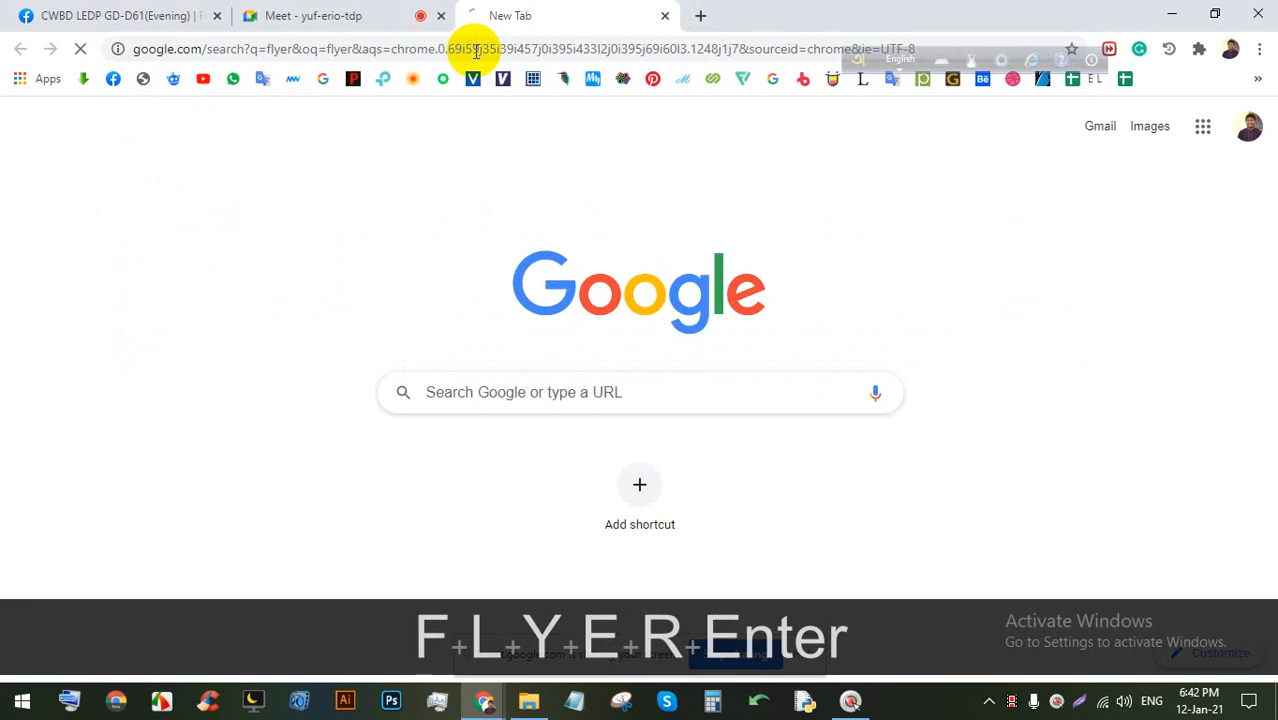 CWBD LEDP GD-D61(Evening) | F
Meet - yuf-erio-tdp
New Tab
google.com/search?q=flyer&oq=flyer&aqs=chrome.0.69i59j35i39i457j0i395i433l2j0i395j69i60l3.1248j1j7&sourceid=chrome&ie=UTF-8
English
Apps
E L
Gmail
Images
Google
Search Google or type a URL
Add shortcut
F+L+Y+E+R+Enter
Activate Windows
Go to Settings to activate Windows.
Customize
ENG
6:42 PM
12-Jan-21